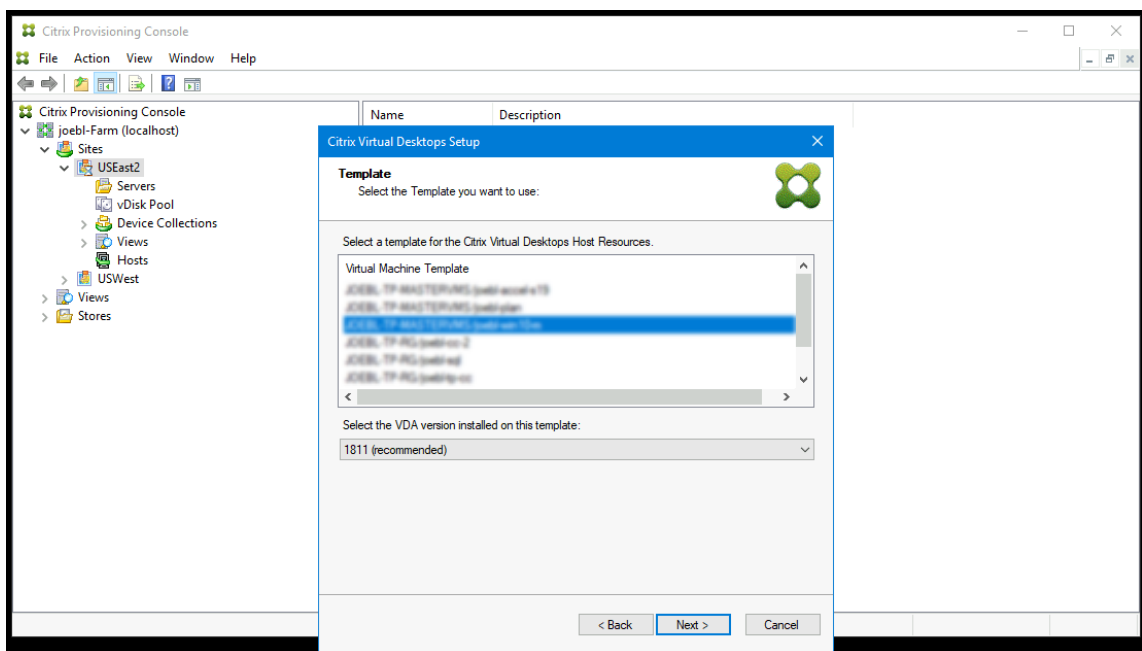 Citrix Provisioning Console
File Action View Window Help
Citrix Provisioning Console
joebl-Farm (localhost)
Sites
USEast2
Servers
vDisk Pool
Device Collections
Views
Hosts
USWest
Views
Stores
Name Description
Citrix Virtual Desktops Setup
Template
Select the Template you want to use:
Select a template for the Citrix Virtual Desktops Host Resources.
Virtual Machine Template
Select the VDA version installed on this template:
1811 (recommended)
< Back Next > Cancel